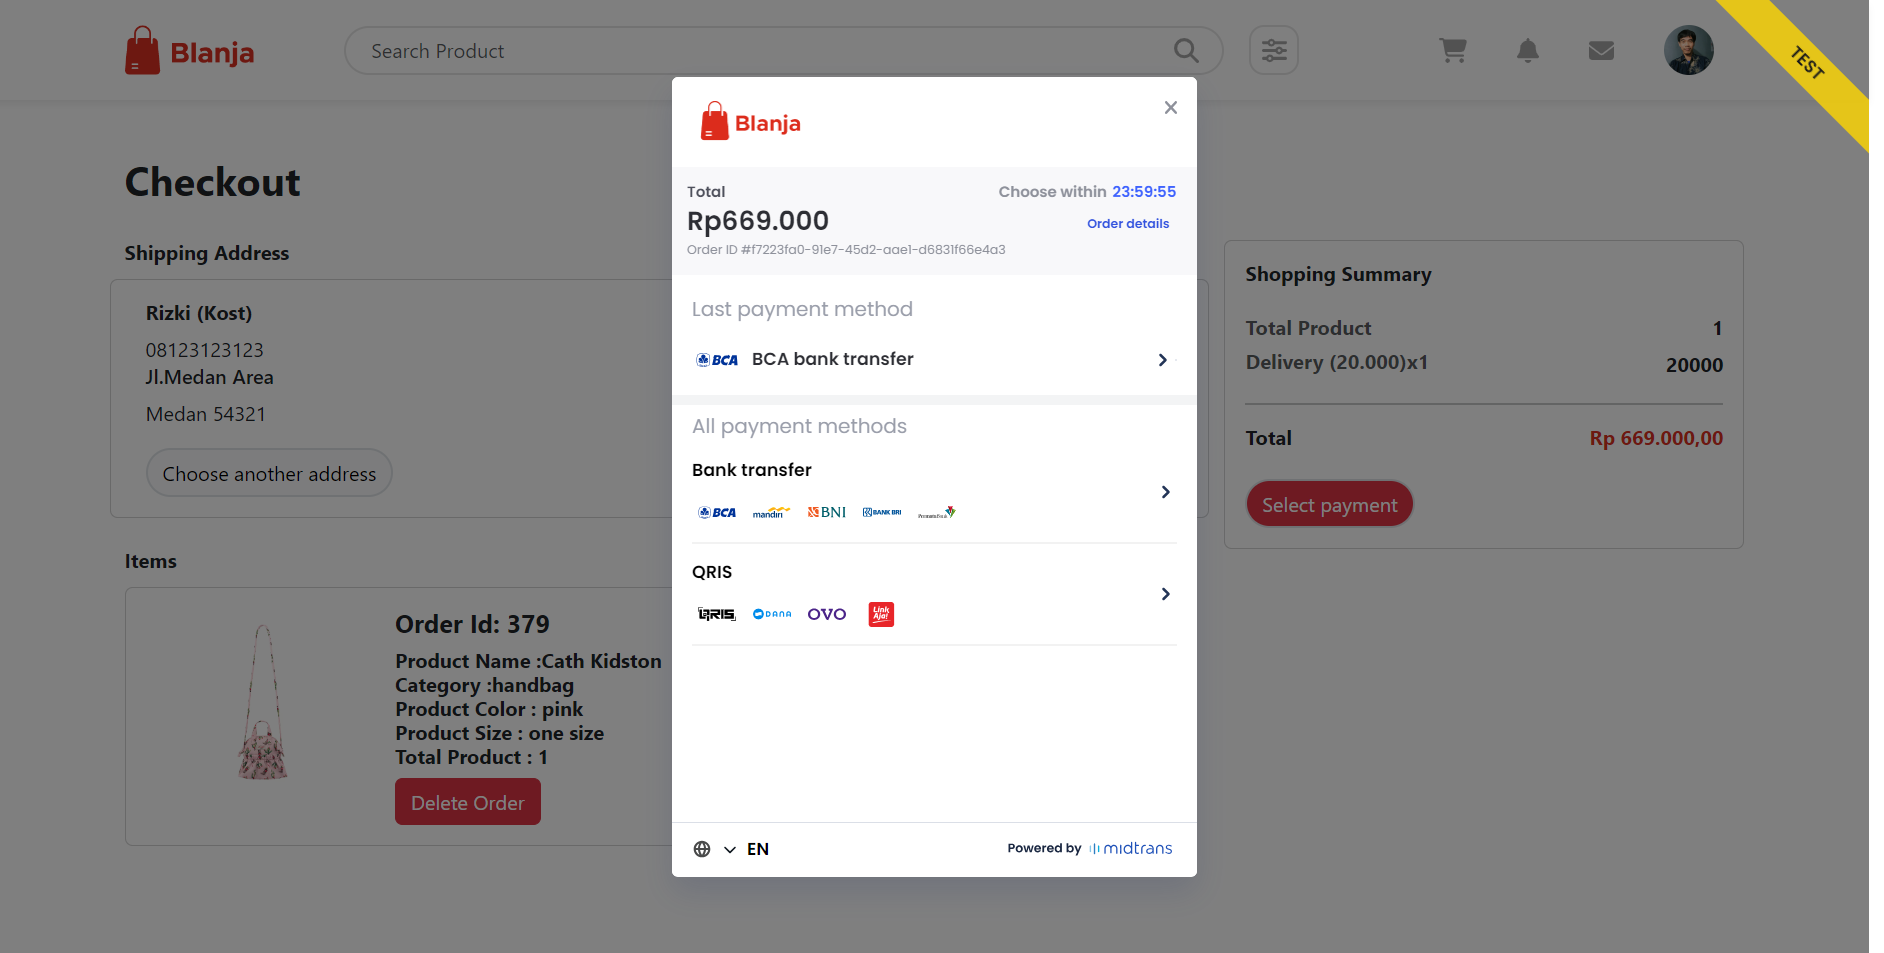 Blanja
Search Product
TEST
Checkout
Shipping Address
Rizki (Kost)
08123123123
Jl.Medan Area
Medan 54321
Choose another address
Items
Order Id: 379
Product Name :Cath Kidston
Category :handbag
Product Color : pink
Product Size : one size
Total Product : 1
Delete Order
Blanja
Total
Choose within 23:59:55
Rp669.000
Order details
Order ID #f7223fa0-91e7-45d2-aae1-d6831f66e4a3
Last payment method
BCA BCA bank transfer
All payment methods
Bank transfer
BCA mandiri BNI BANK BRI PermataBank
QRIS
QRIS DANA OVO Link Aja!
EN
Powered by midtrans
Shopping Summary
Total Product 1
Delivery (20.000)x1 20000
Total Rp 669.000,00
Select payment